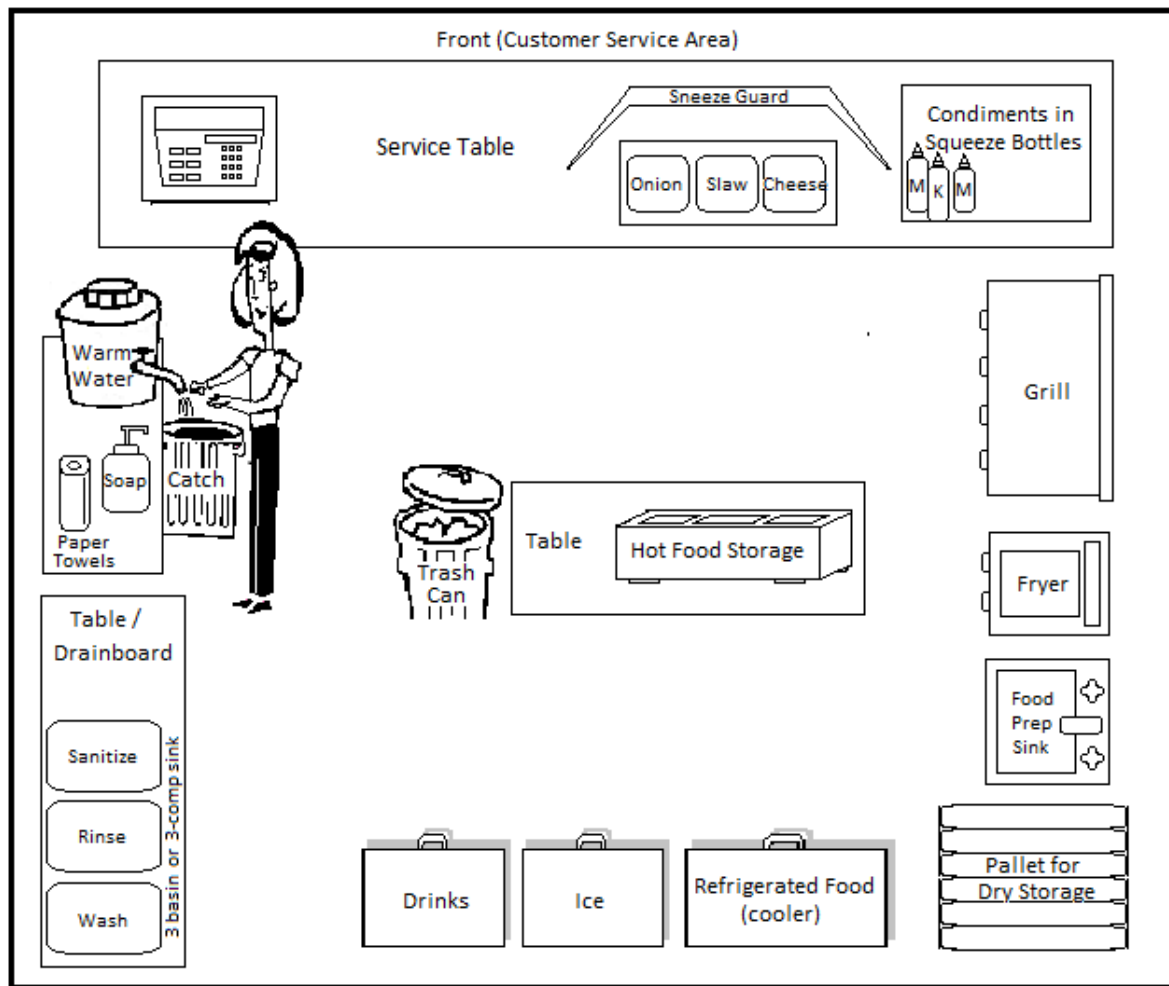 Front (Customer Service Area)
Service Table
Sneeze Guard
Onion
Slaw
Cheese
Condiments in
Squeeze Bottles
M
K
M
Warm
Water
Soap
Catch
Paper
Towels
Trash
Can
Table
Hot Food Storage
Grill
Fryer
Food
Prep
Sink
Table /
Drainboard
Sanitize
Rinse
Wash
3 basin or 3-comp sink
Drinks
Ice
Refrigerated Food
(cooler)
Pallet for
Dry Storage